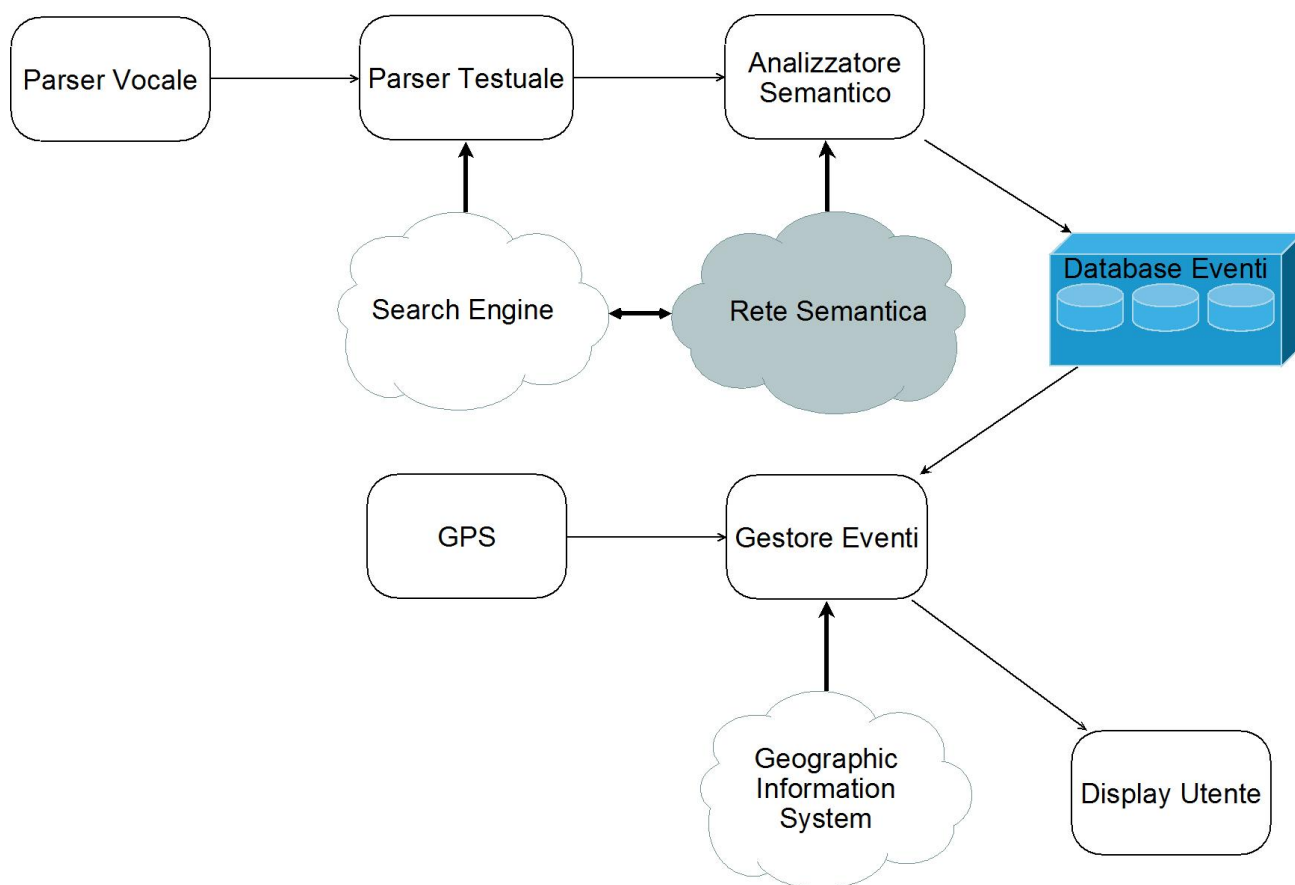 Parser Vocale
Parser Testuale
Analizzatore
Semantico
Search Engine
Rete Semantica
Database Eventi
GPS
Gestore Eventi
Geographic
Information
System
Display Utente